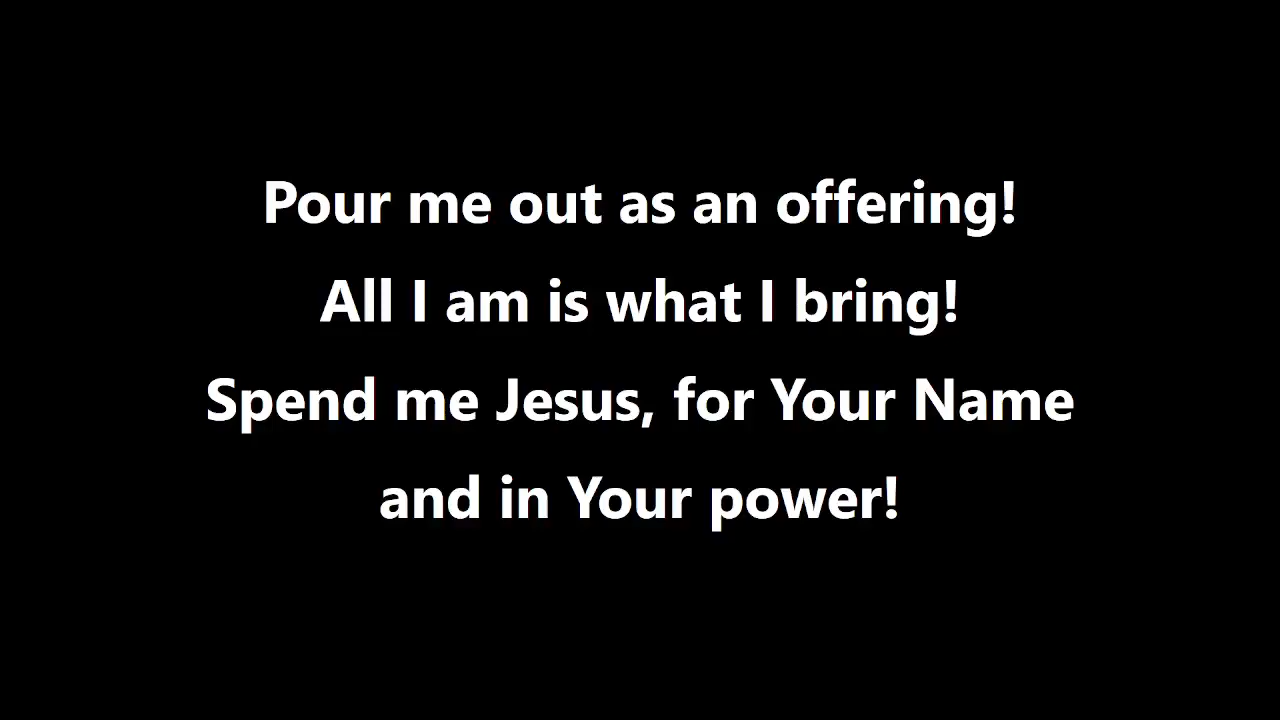 Pour me out as an offering!
All I am is what I bring!
Spend me Jesus, for Your Name
and in Your power!